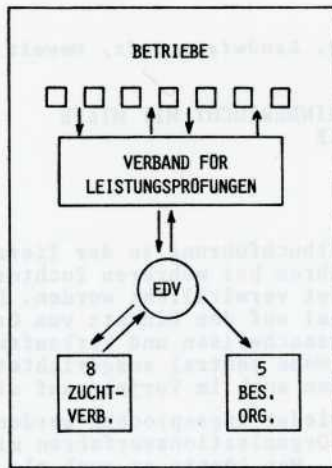 BETRIEBE
VERBAND FÜR
LEISTUNGSPRÜFUNGEN
EDV
8
ZUCHT-
VERB.
5
BES.
ORG.